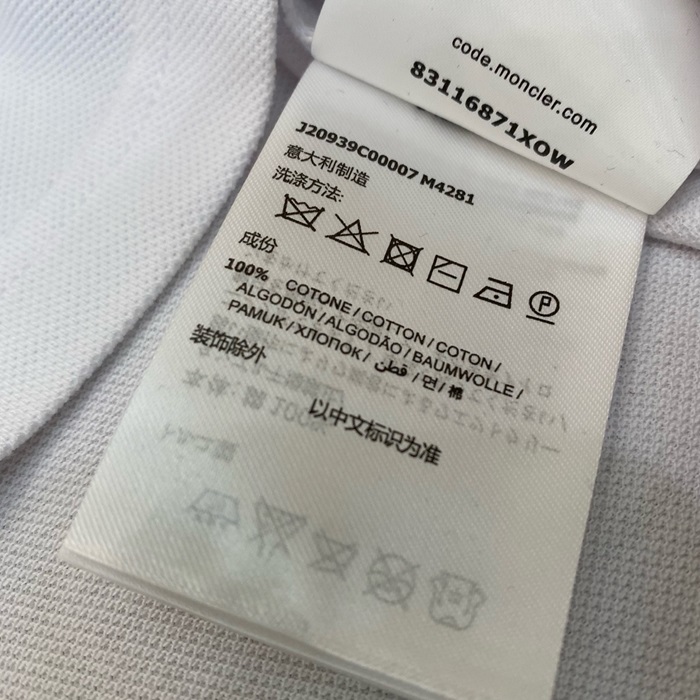 code.moncler.com
83116871XOW
J20939C00007 M4281
意大利制造
洗涤方法:
成份
100% COTONE / COTTON / COTON /
ALGODÓN / ALGODÃO / BAUMWOLLE /
PAMUK / ХЛОПОК / قطن / 면 / 棉
装饰除外
以中文标识为准